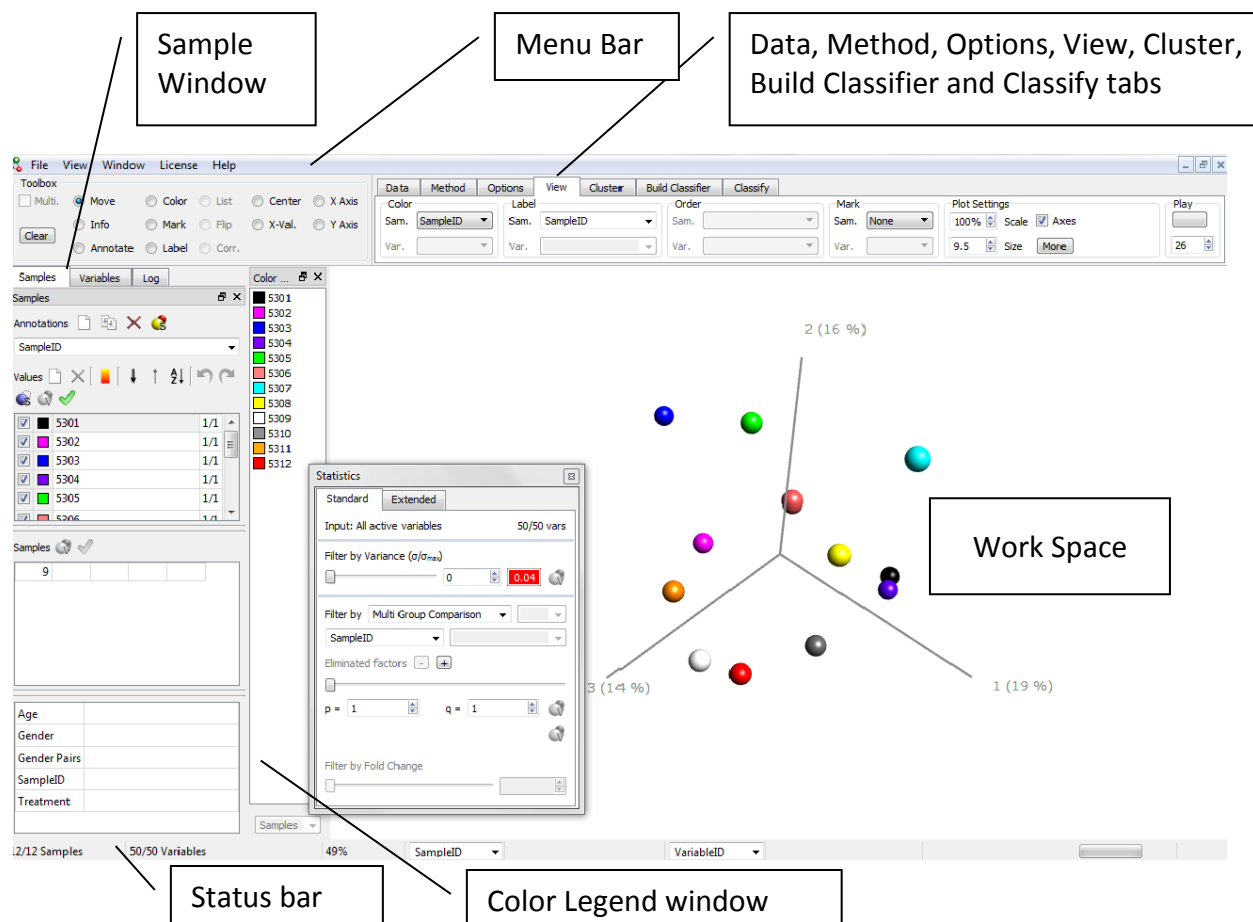 Sample
Window
Menu Bar
Data, Method, Options, View, Cluster,
Build Classifier and Classify tabs
File View Window License Help
Toolbox
Multi. Move Color List Center X Axis
Info Mark Flip X-Val. Y Axis
Clear
Annotate Label Corr.
Data Method Options View Cluster Build Classifier Classify
Color Label Order Mark Plot Settings Play
Sam. SampleID Sam. SampleID Sam. Sam. None 100% Scale Axes
Var. Var. Var. Var. 9.5 Size More 26
Samples Variables Log
Samples
Annotations
SampleID
Values
5301 1/1
5302 1/1
5303 1/1
5304 1/1
5305 1/1
5306 1/1
Samples
9
Age
Gender
Gender Pairs
SampleID
Treatment
Color ...
5301
5302
5303
5304
5305
5306
5307
5308
5309
5310
5311
5312
Samples
Statistics
Standard Extended
Input: All active variables 50/50 vars
Filter by Variance (σ/σmax)
0 0.04
Filter by Multi Group Comparison
SampleID
Eliminated factors - +
p = 1 q = 1
Filter by Fold Change
2 (16 %)
3 (14 %)
1 (19 %)
Work Space
12/12 Samples 50/50 Variables 49% SampleID VariableID
Status bar
Color Legend window